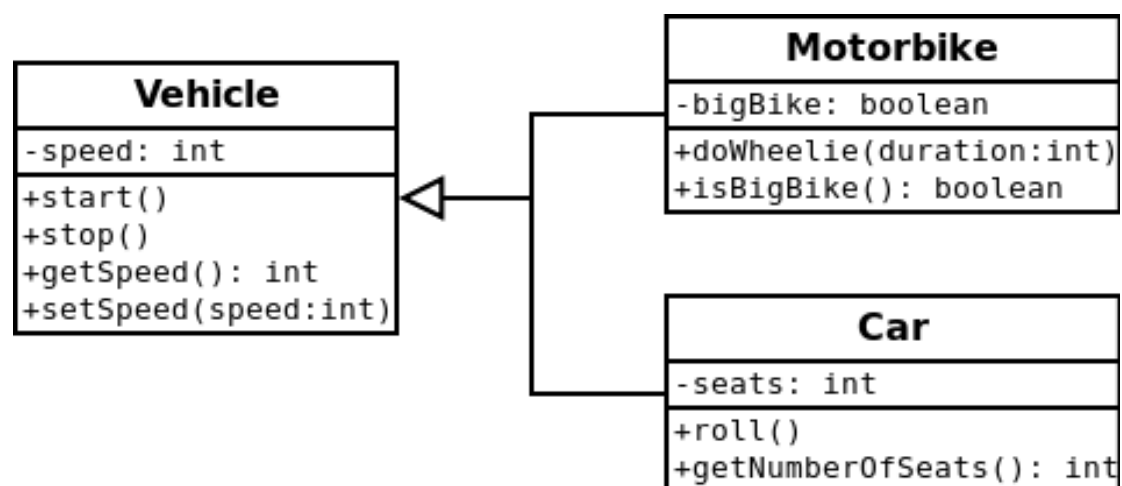 Vehicle
-speed: int
+start()
+stop()
+getSpeed(): int
+setSpeed(speed:int)
Motorbike
-bigBike: boolean
+doWheelie(duration:int)
+isBigBike(): boolean
Car
-seats: int
+roll()
+getNumberOfSeats(): int